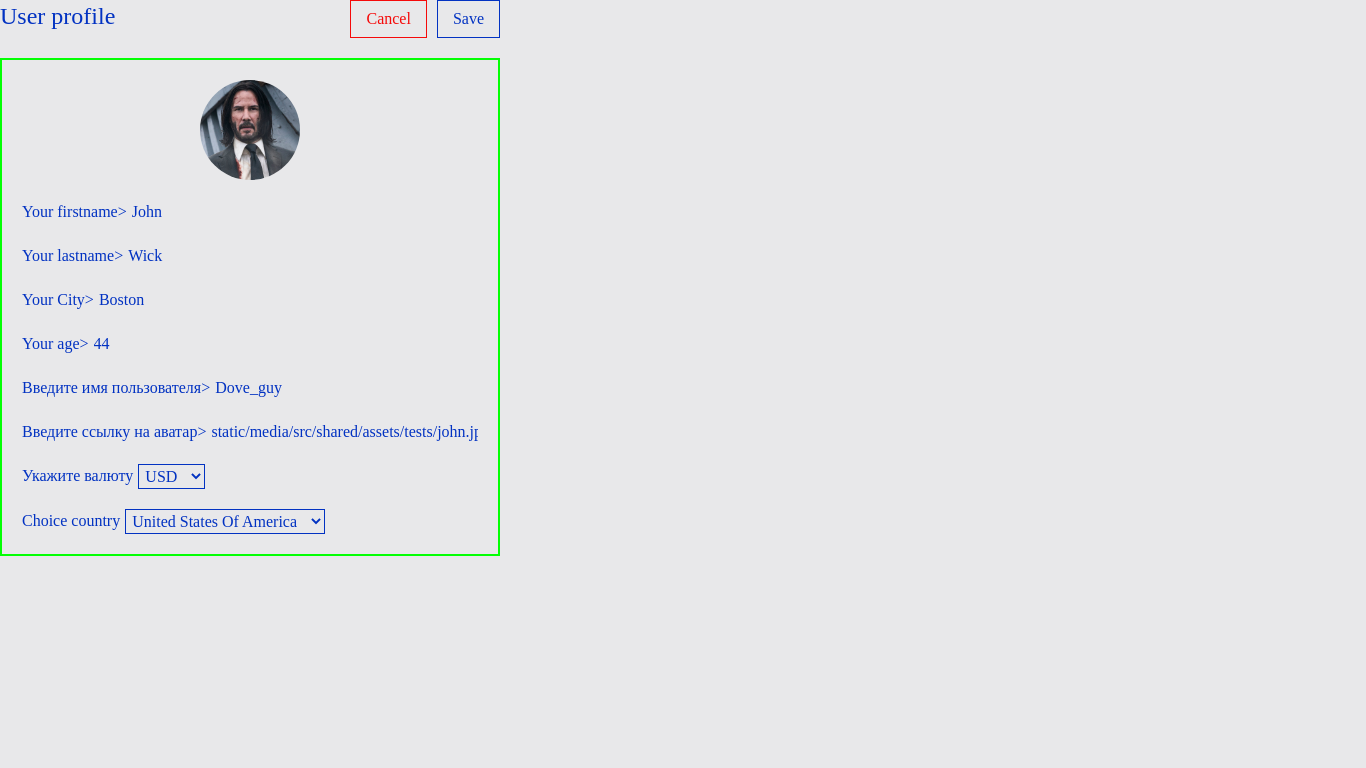 User profile
Cancel
Save
Your firstname> John
Your lastname> Wick
Your City> Boston
Your age> 44
Введите имя пользователя> Dove_guy
Введите ссылку на аватар> static/media/src/shared/assets/tests/john.jp
Укажите валюту USD
Choice country United States Of America